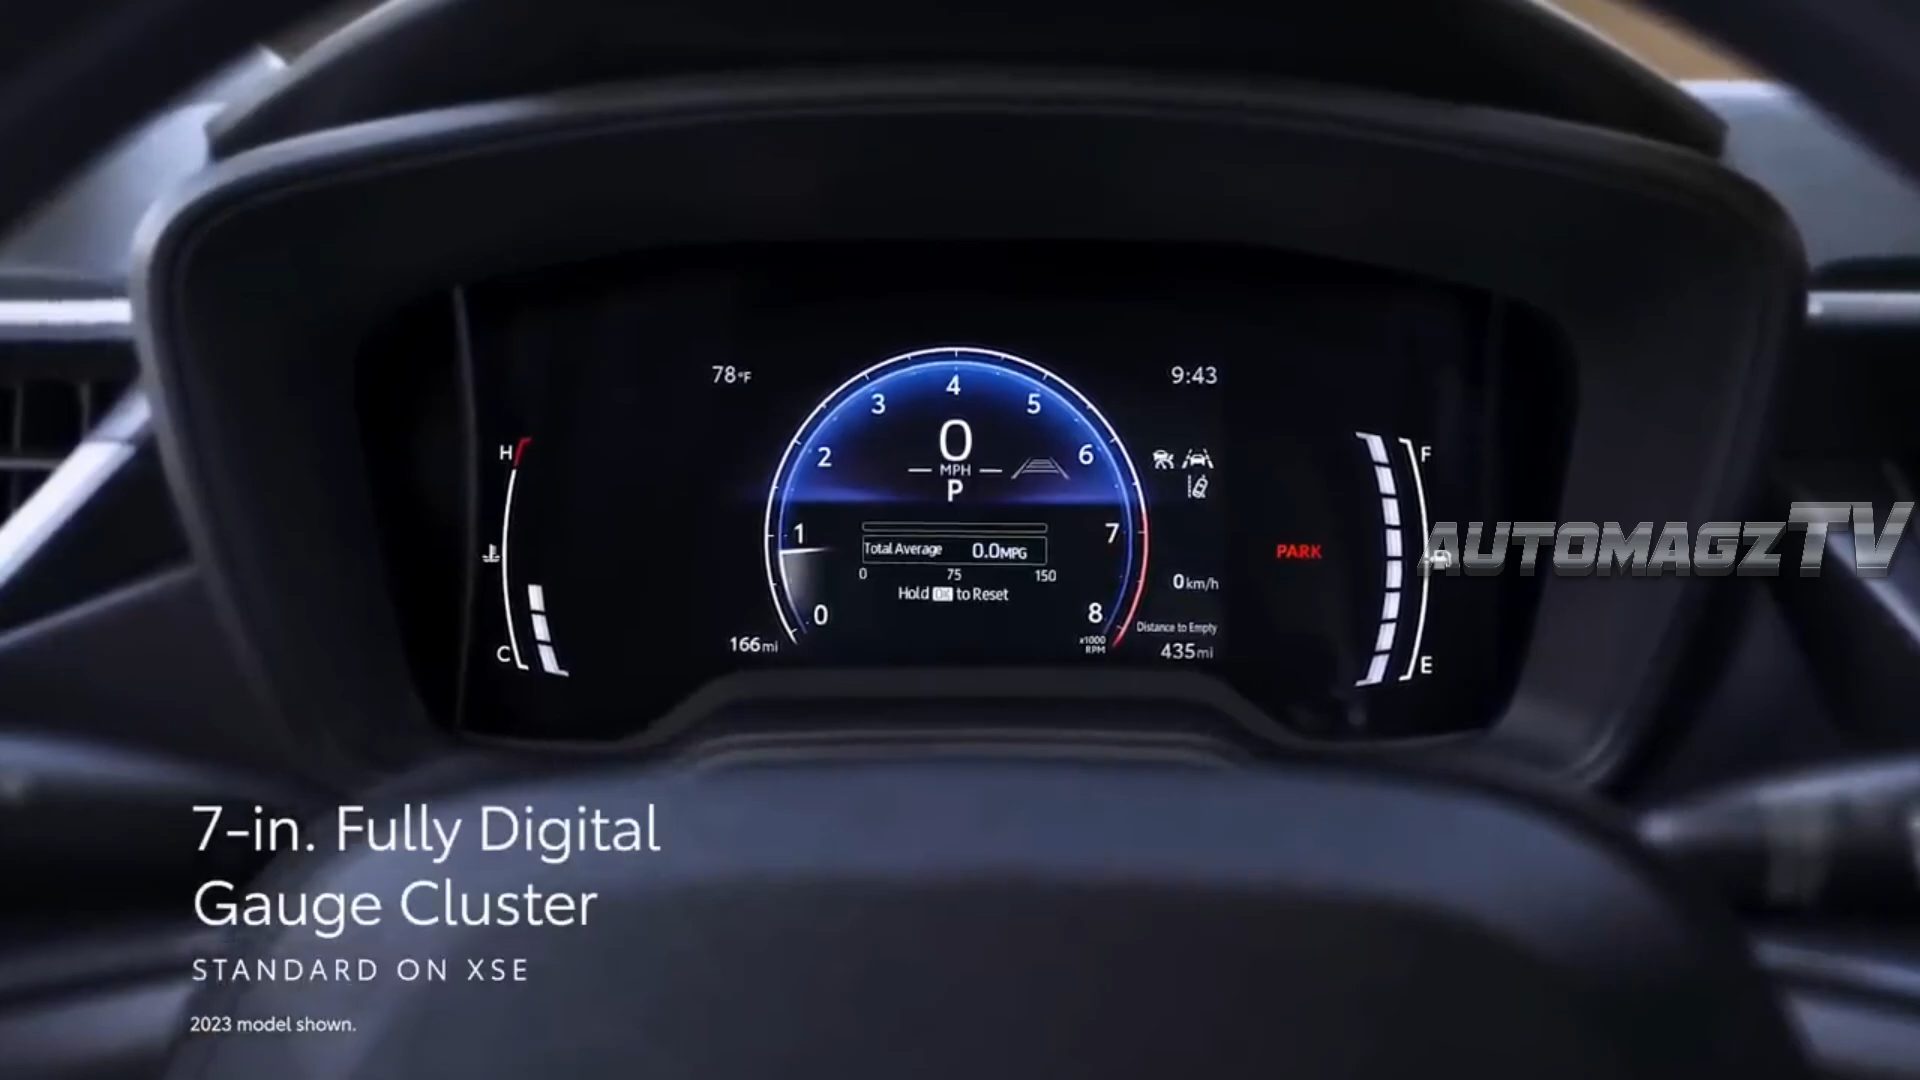 78°F
9:43
4
3
5
0
2
6
MPH
P
H
F
1
7
Total Average 0.0MPG
PARK
AUTOMAGZTV
0
75
150
0km/h
Hold OK to Reset
0
8
Distance to Empty
x1000
RPM
166mi
435mi
C
E
7-in. Fully Digital
Gauge Cluster
STANDARD ON XSE
2023 model shown.